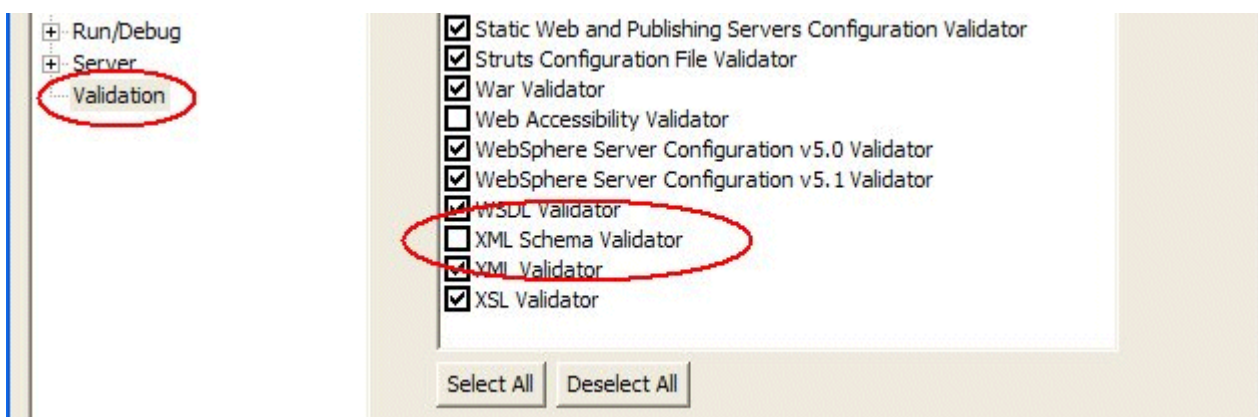 Run/Debug
Server
Validation
Static Web and Publishing Servers Configuration Validator
Struts Configuration File Validator
War Validator
Web Accessibility Validator
WebSphere Server Configuration v5.0 Validator
WebSphere Server Configuration v5.1 Validator
WSDL Validator
XML Schema Validator
XML Validator
XSL Validator
Select All
Deselect All